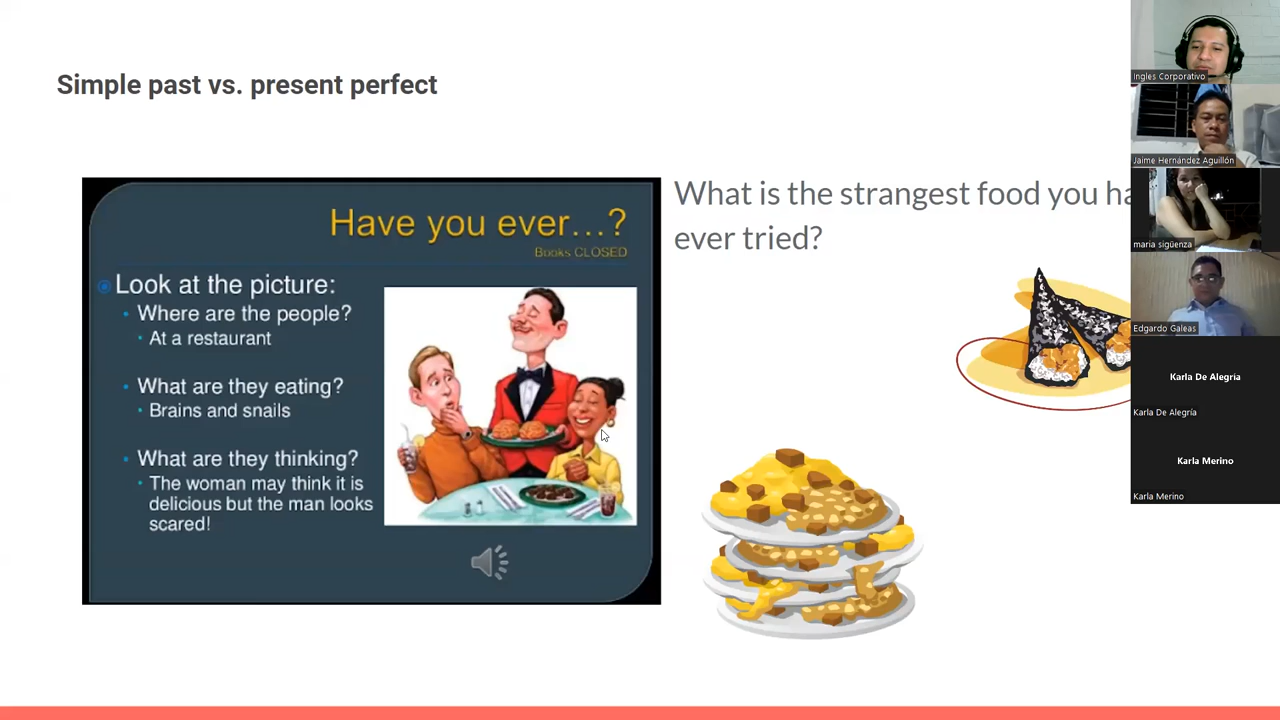 Simple past vs. present perfect
Have you ever...?
Books CLOSED
Look at the picture:
Where are the people?
At a restaurant
What are they eating?
Brains and snails
What are they thinking?
The woman may think it is
delicious but the man looks
scared!
What is the strangest food you ha
ever tried?
Ingles Corporativo
Jaime Hernández Aguillón
maria sigüenza
Edgardo Galeas
Karla De Alegria
Karla De Alegría
Karla Merino
Karla Merino